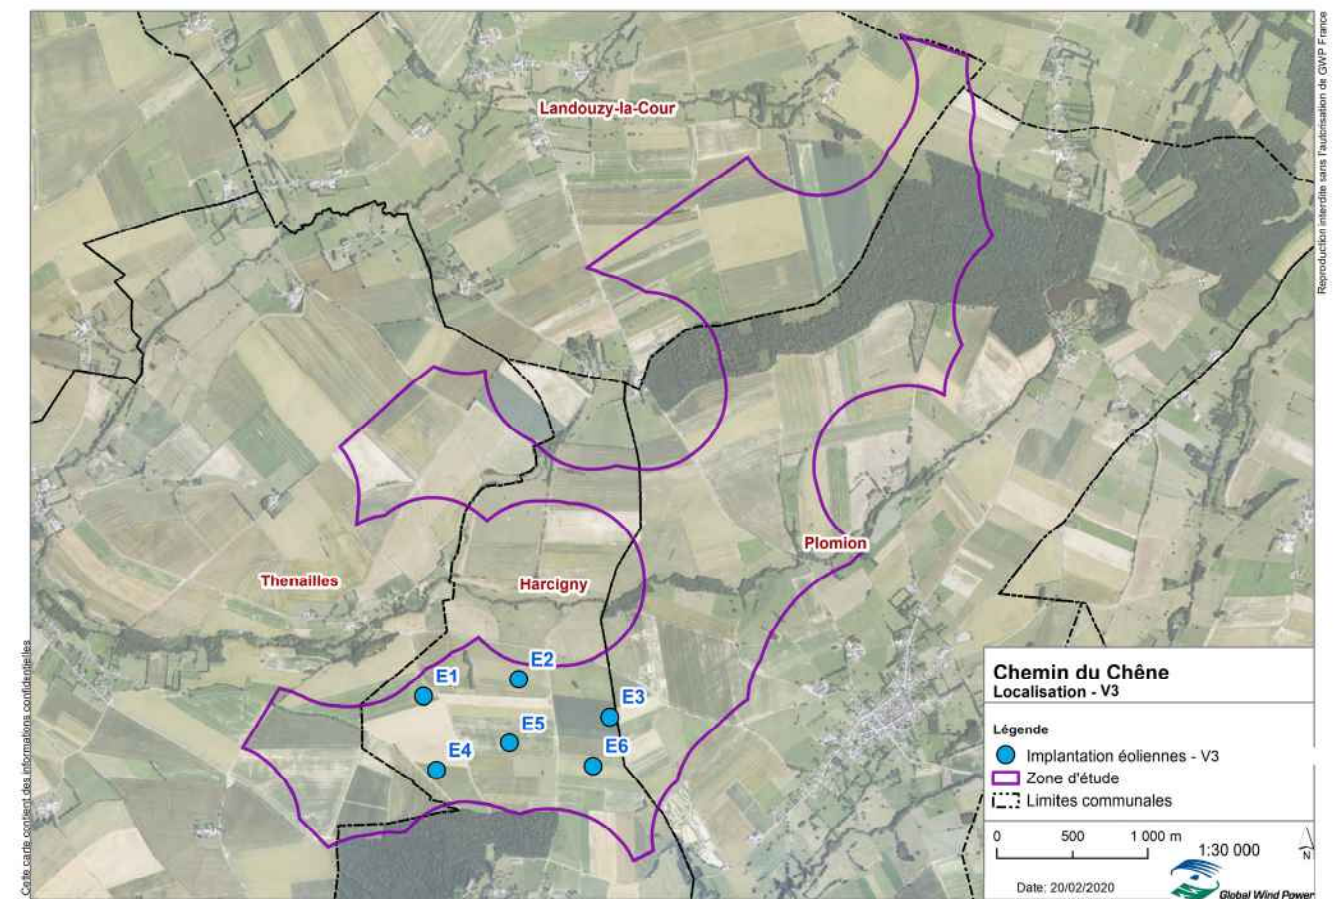 Landouzy-la-Cour
Plomion
Thenailles
Harcigny
E1
E2
E3
E4
E5
E6
Reproduction interdite sans l'autorisation de GWP France
Cette carte contient des informations confidentielles
Chemin du Chêne
Localisation - V3
Légende
Implantation éoliennes - V3
Zone d'étude
Limites communales
0 500 1 000 m
1:30 000
N
Date: 20/02/2020
Global Wind Power